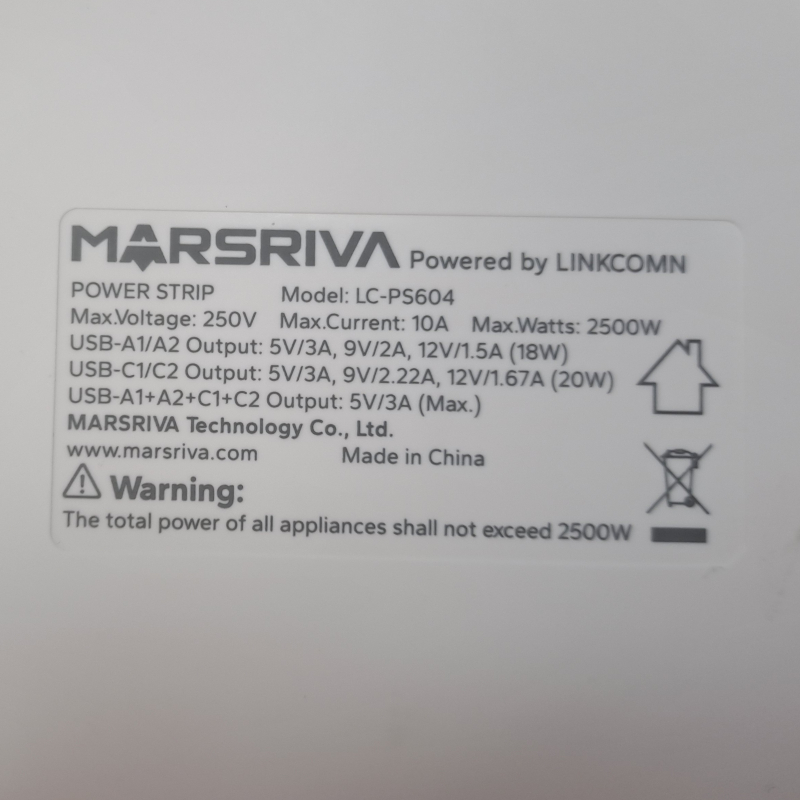 MARSRIVA Powered by LINKCOMN
POWER STRIP Model: LC-PS604
Max.Voltage: 250V Max.Current: 10A Max.Watts: 2500W
USB-A1/A2 Output: 5V/3A, 9V/2A, 12V/1.5A (18W)
USB-C1/C2 Output: 5V/3A, 9V/2.22A, 12V/1.67A (20W)
USB-A1+A2+C1+C2 Output: 5V/3A (Max.)
MARSRIVA Technology Co., Ltd.
www.marsriva.com Made in China
Warning:
The total power of all appliances shall not exceed 2500W